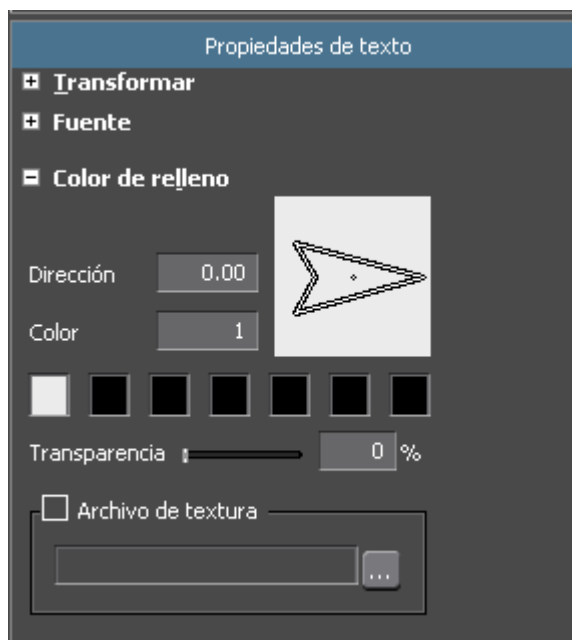 Propiedades de texto
Transformar
Fuente
Color de relleno
Dirección 0.00
Color 1
Transparencia 0 %
Archivo de textura
...